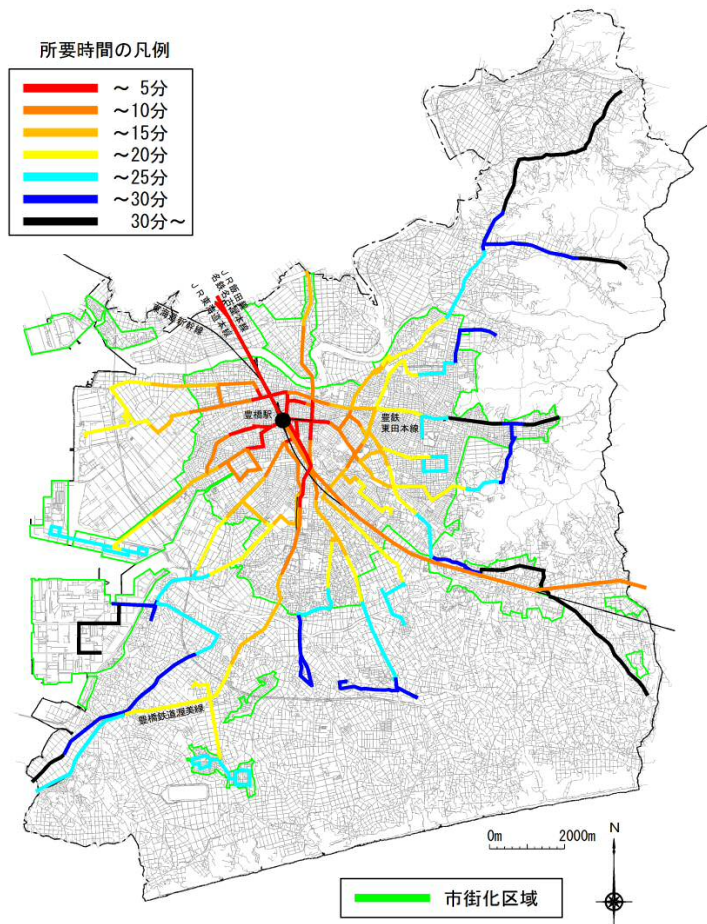 所要時間の凡例
～ 5分
～10分
～15分
～20分
～25分
～30分
30分～
JR飯田線
名鉄名古屋本線
JR東海道本線
東海道新幹線
豊橋駅
豊鉄
東田本線
豊橋鉄道渥美線
0m 2000m
N
市街化区域